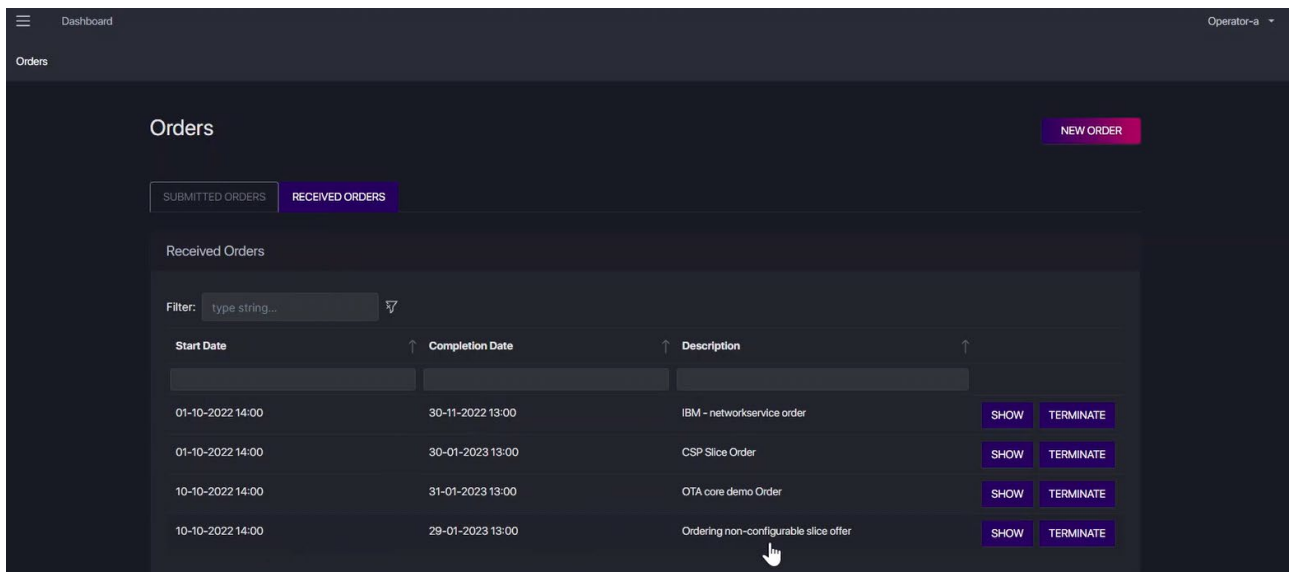 Dashboard Operator-a
Orders
Orders
NEW ORDER
SUBMITTED ORDERS RECEIVED ORDERS
Received Orders
Filter: type string...
Start Date Completion Date Description
01-10-2022 14:00 30-11-2022 13:00 IBM - networkservice order SHOW TERMINATE
01-10-2022 14:00 30-01-2023 13:00 CSP Slice Order SHOW TERMINATE
10-10-2022 14:00 31-01-2023 13:00 OTA core demo Order SHOW TERMINATE
10-10-2022 14:00 29-01-2023 13:00 Ordering non-configurable slice offer SHOW TERMINATE